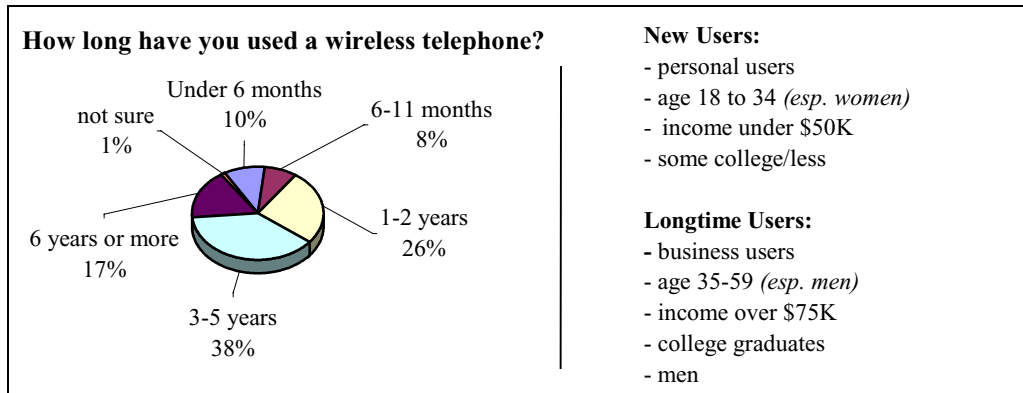 How long have you used a wireless telephone?
Under 6 months
10%
6-11 months
8%
not sure
1%
1-2 years
26%
6 years or more
17%
3-5 years
38%
New Users:
- personal users
- age 18 to 34 (esp. women)
- income under $50K
- some college/less
Longtime Users:
- business users
- age 35-59 (esp. men)
- income over $75K
- college graduates
- men